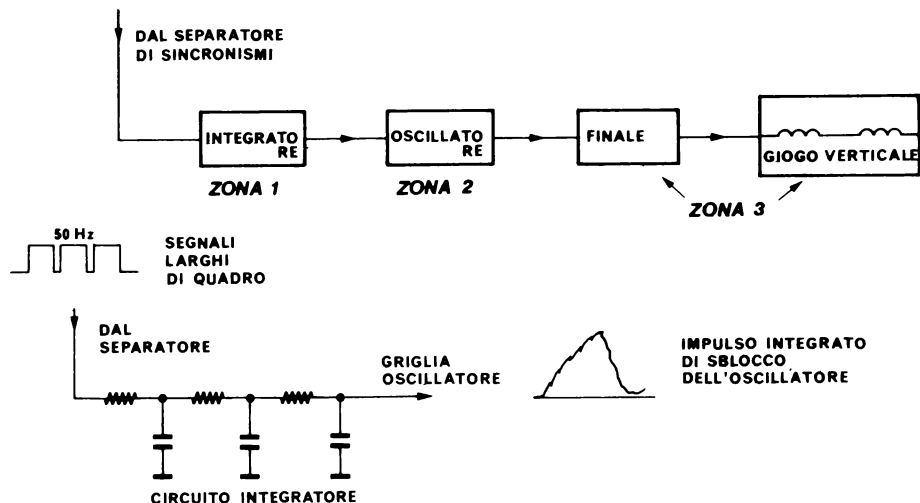 DAL SEPARATORE
DI SINCRONISMI
INTEGRATO
RE
OSCILLATO
RE
FINALE
GIOGO VERTICALE
ZONA 1
ZONA 2
ZONA 3
50 Hz
SEGNALI
LARGHI
DI QUADRO
DAL
SEPARATORE
GRIGLIA
OSCILLATORE
IMPULSO INTEGRATO
DI SBLOCCO
DELL'OSCILLATORE
CIRCUITO INTEGRATORE